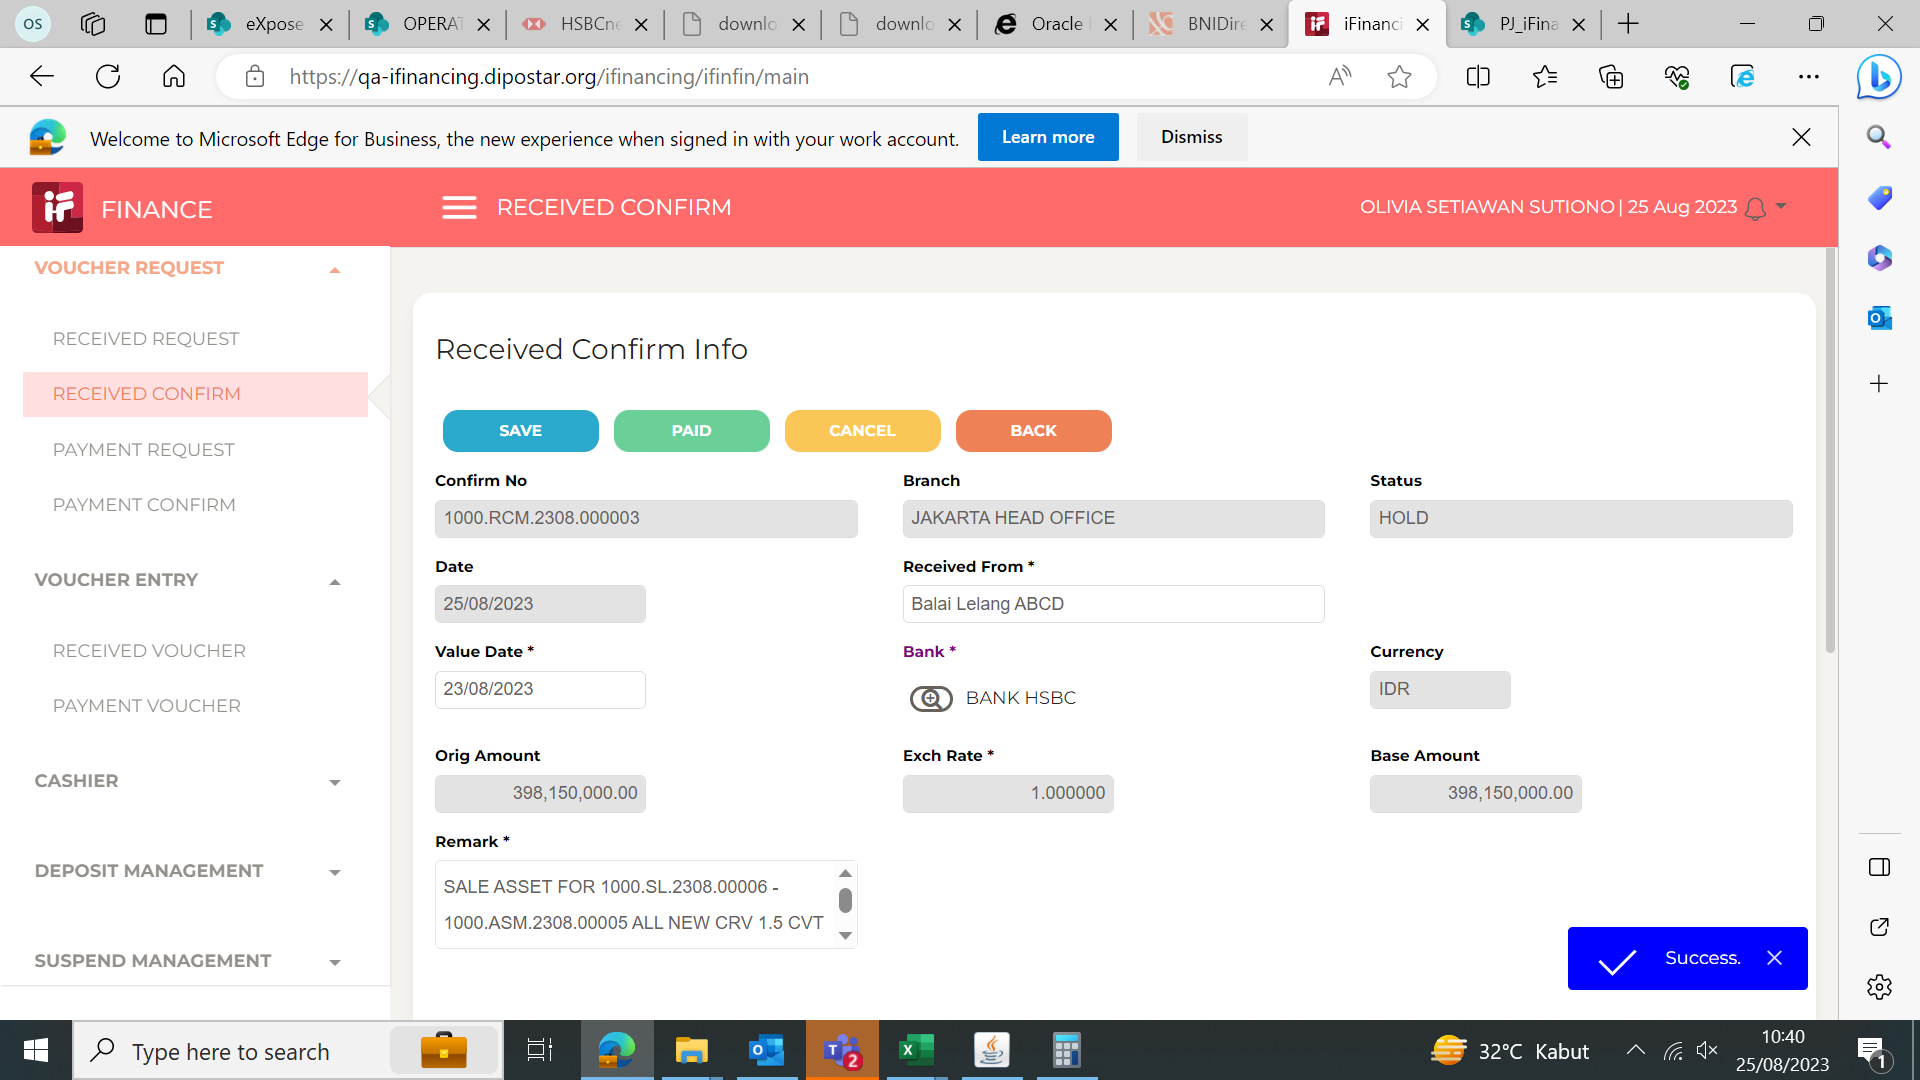 OS
eXpose
OPERAT
HSBCne
downlo
downlo
Oracle
BNIDire
iFinanci
PJ_iFina
https://qa-ifinancing.dipostar.org/ifinancing/ifinfin/main
Welcome to Microsoft Edge for Business, the new experience when signed in with your work account.
Learn more
Dismiss
iF
FINANCE
RECEIVED CONFIRM
OLIVIA SETIAWAN SUTIONO | 25 Aug 2023
VOUCHER REQUEST
RECEIVED REQUEST
RECEIVED CONFIRM
PAYMENT REQUEST
PAYMENT CONFIRM
VOUCHER ENTRY
RECEIVED VOUCHER
PAYMENT VOUCHER
CASHIER
DEPOSIT MANAGEMENT
SUSPEND MANAGEMENT
Received Confirm Info
SAVE
PAID
CANCEL
BACK
Confirm No
Branch
Status
1000.RCM.2308.000003
JAKARTA HEAD OFFICE
HOLD
Date
Received From *
25/08/2023
Balai Lelang ABCD
Value Date *
Bank *
Currency
23/08/2023
BANK HSBC
IDR
Orig Amount
Exch Rate *
Base Amount
398,150,000.00
1.000000
398,150,000.00
Remark *
SALE ASSET FOR 1000.SL.2308.00006 -
1000.ASM.2308.00005 ALL NEW CRV 1.5 CVT
Success.
Type here to search
2
32°C Kabut
10:40
25/08/2023
1